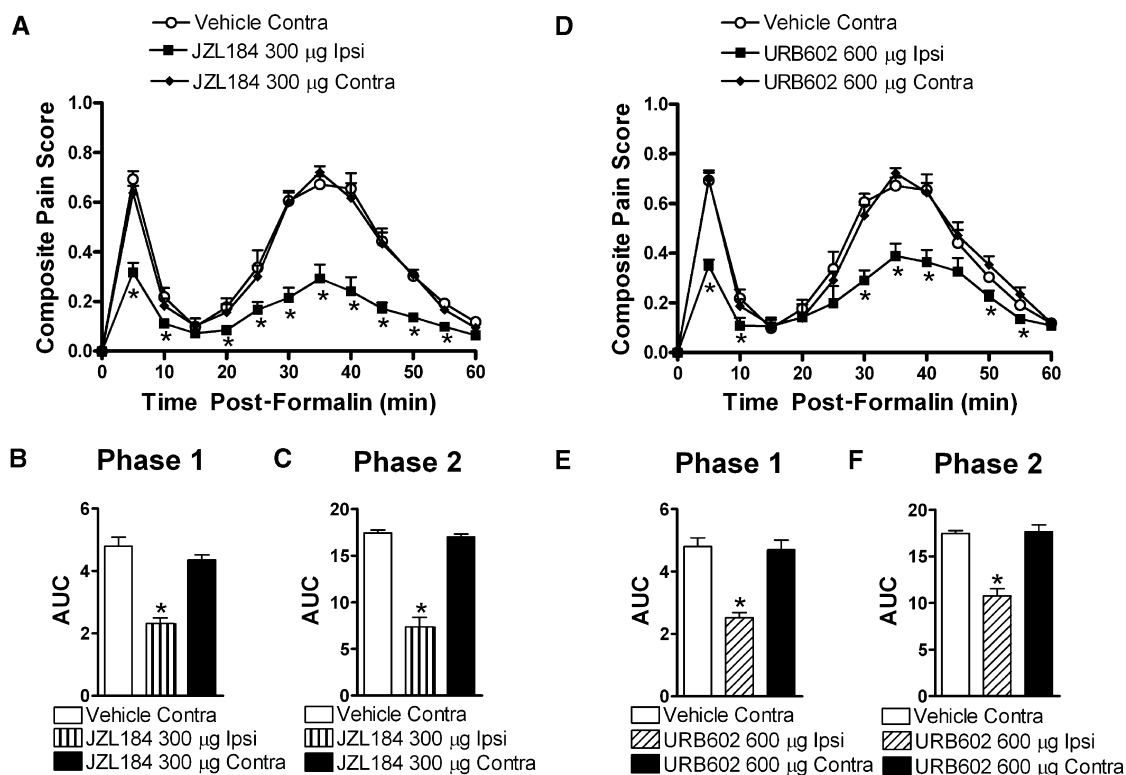 A
Vehicle Contra
JZL184 300 μg Ipsi
JZL184 300 μg Contra
Composite Pain Score
1.0
0.8
0.6
0.4
0.2
0.0
* * * * * * * * * *
0 10 20 30 40 50 60
Time Post-Formalin (min)
D
Vehicle Contra
URB602 600 μg Ipsi
URB602 600 μg Contra
Composite Pain Score
1.0
0.8
0.6
0.4
0.2
0.0
* * * * * * *
0 10 20 30 40 50 60
Time Post-Formalin (min)
B
Phase 1
AUC
6
4
2
0
*
Vehicle Contra
JZL184 300 μg Ipsi
JZL184 300 μg Contra
C
Phase 2
AUC
20
15
10
5
0
*
Vehicle Contra
JZL184 300 μg Ipsi
JZL184 300 μg Contra
E
Phase 1
AUC
6
4
2
0
*
Vehicle Contra
URB602 600 μg Ipsi
URB602 600 μg Contra
F
Phase 2
AUC
20
15
10
5
0
*
Vehicle Contra
URB602 600 μg Ipsi
URB602 600 μg Contra